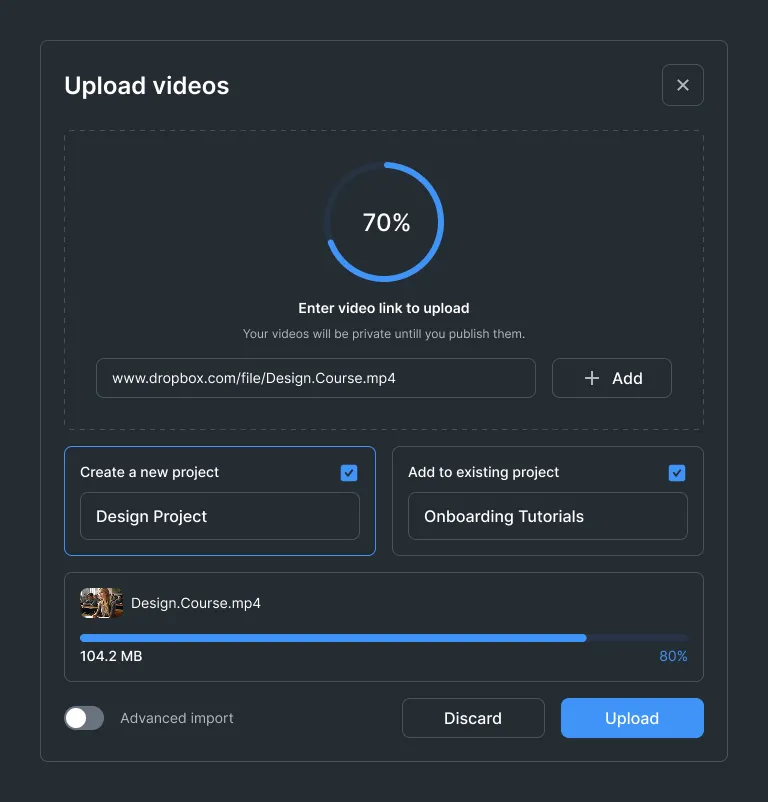 Upload videos
70%
Enter video link to upload
Your videos will be private untill you publish them.
www.dropbox.com/file/Design.Course.mp4
Add
Create a new project
Design Project
Add to existing project
Onboarding Tutorials
Design.Course.mp4
104.2 MB
80%
Advanced import
Discard
Upload